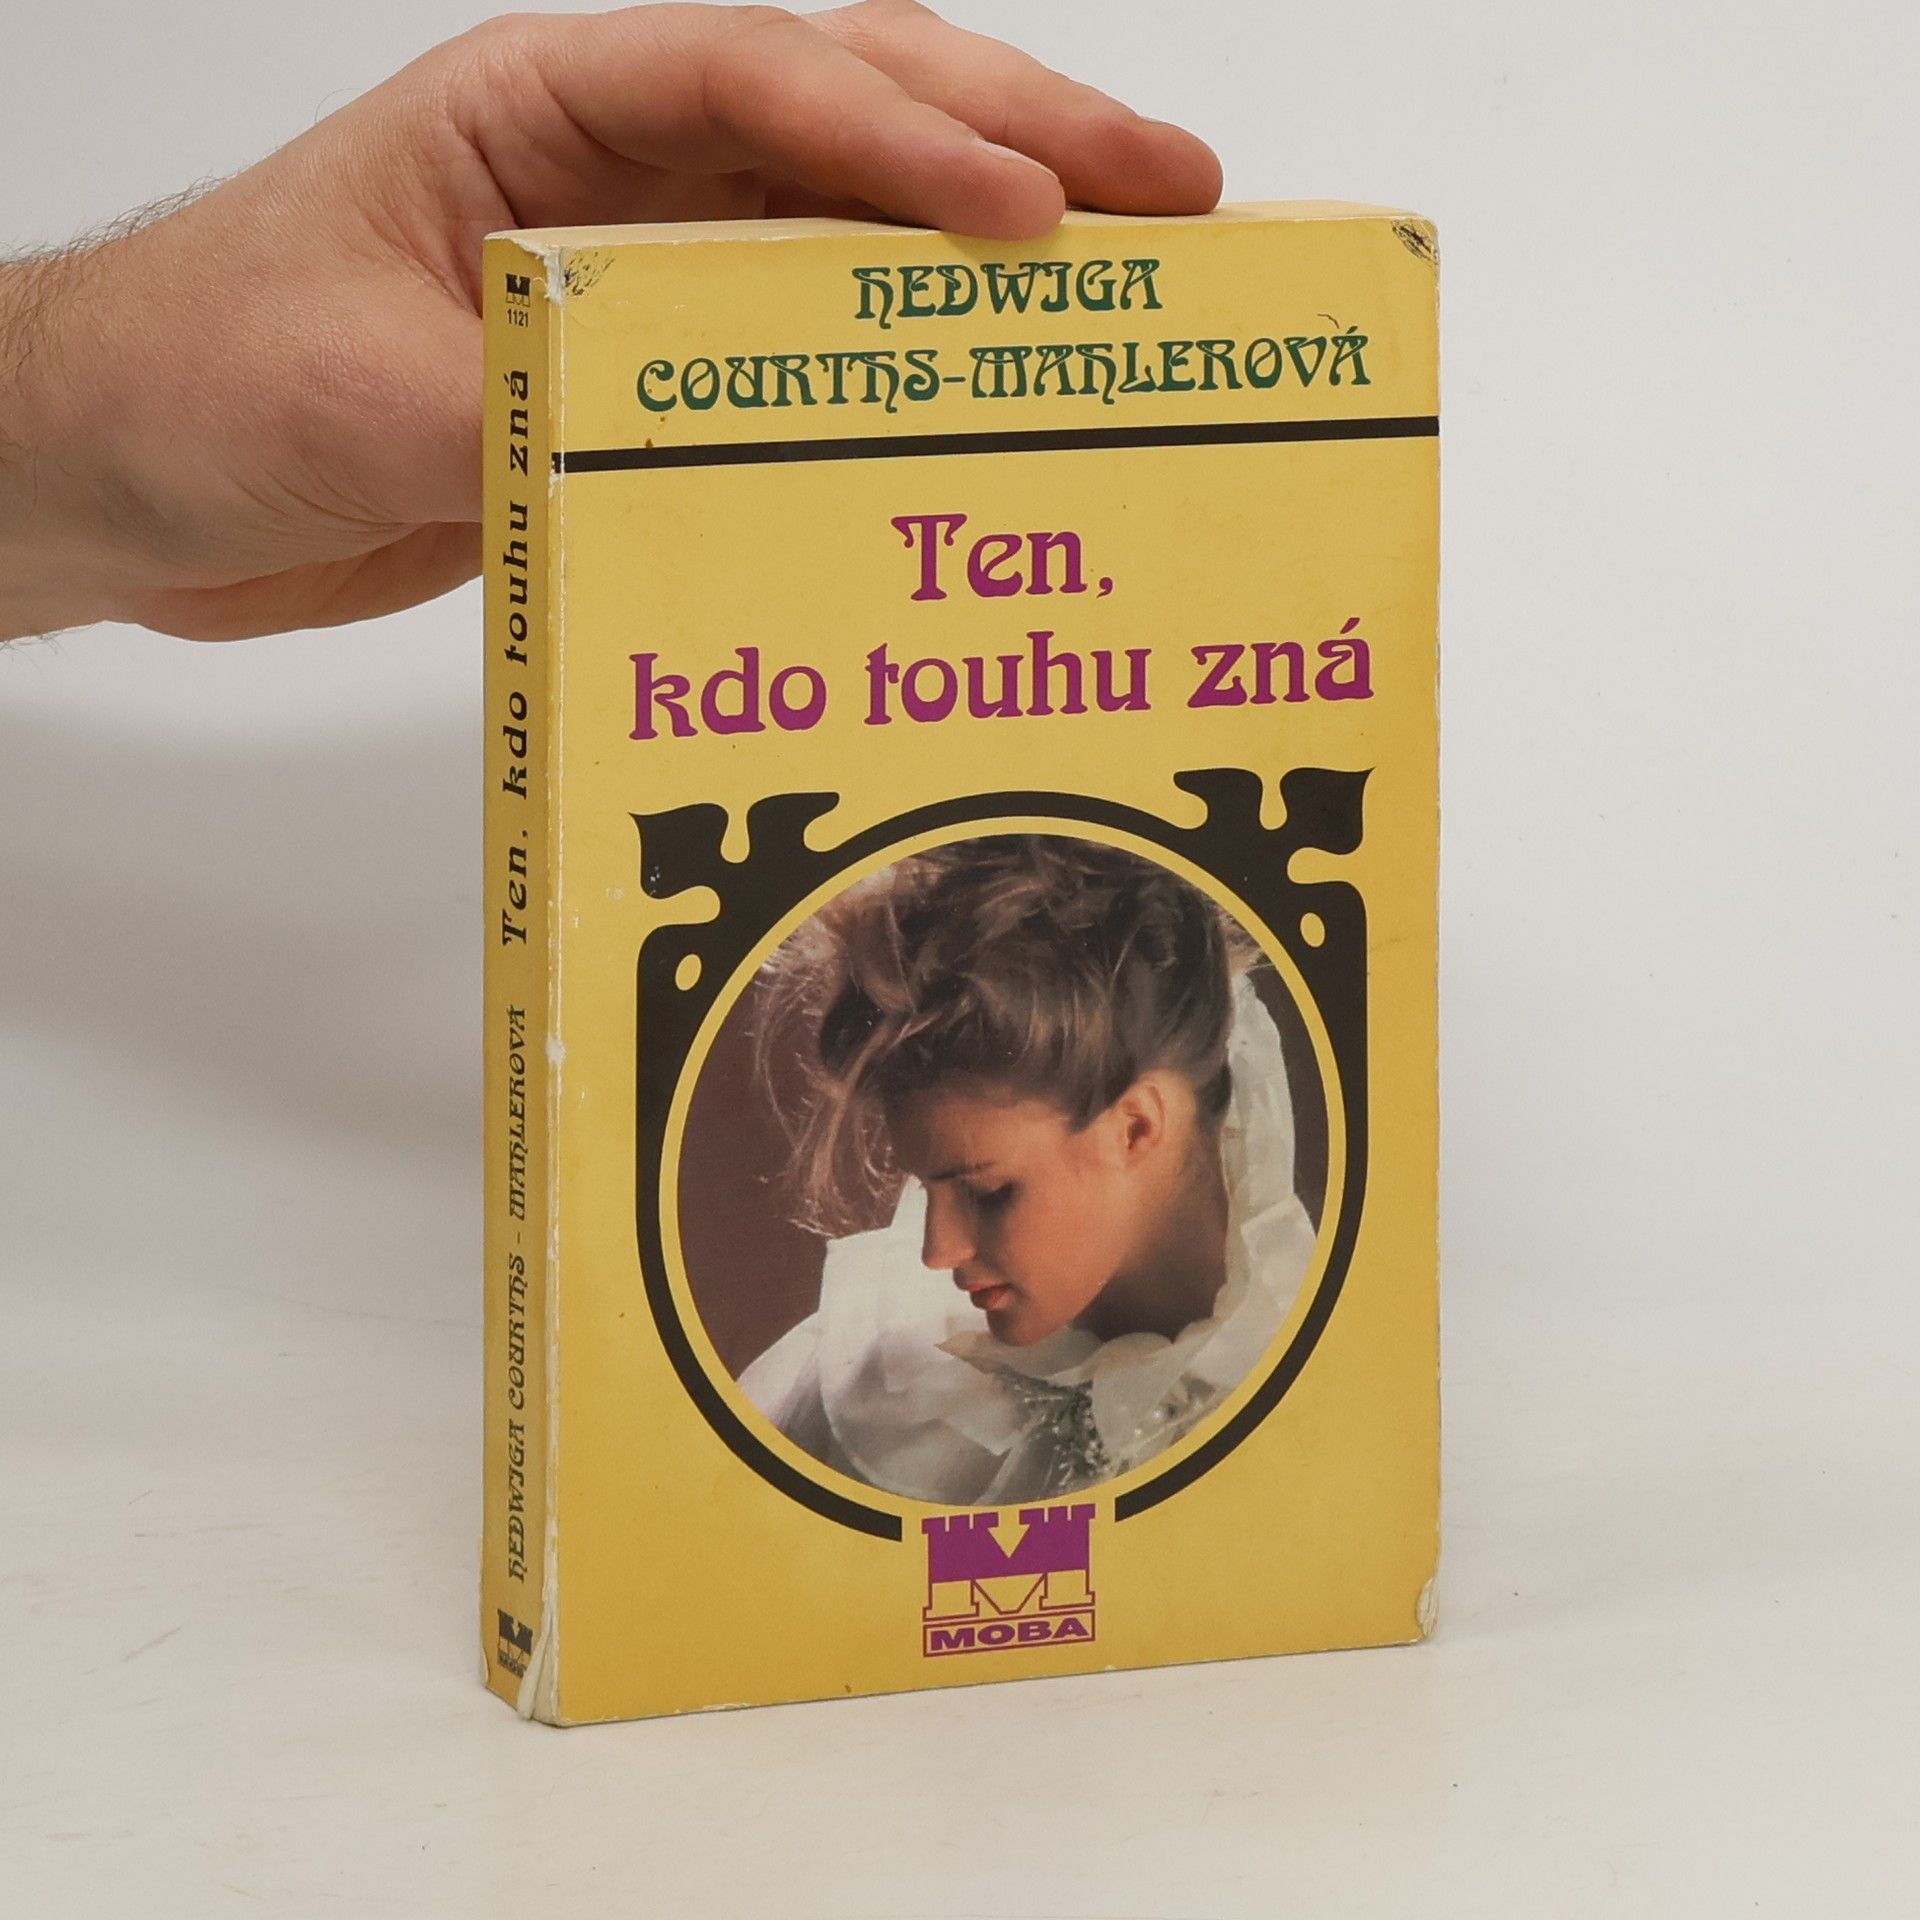 HEDWIGA
COURTHS-MAHLEROVÁ
Ten,
kdo touhu zná
MOBA
1121
HEDWIGA COURTHS - MAHLEROVÁ Ten, kdo touhu zná